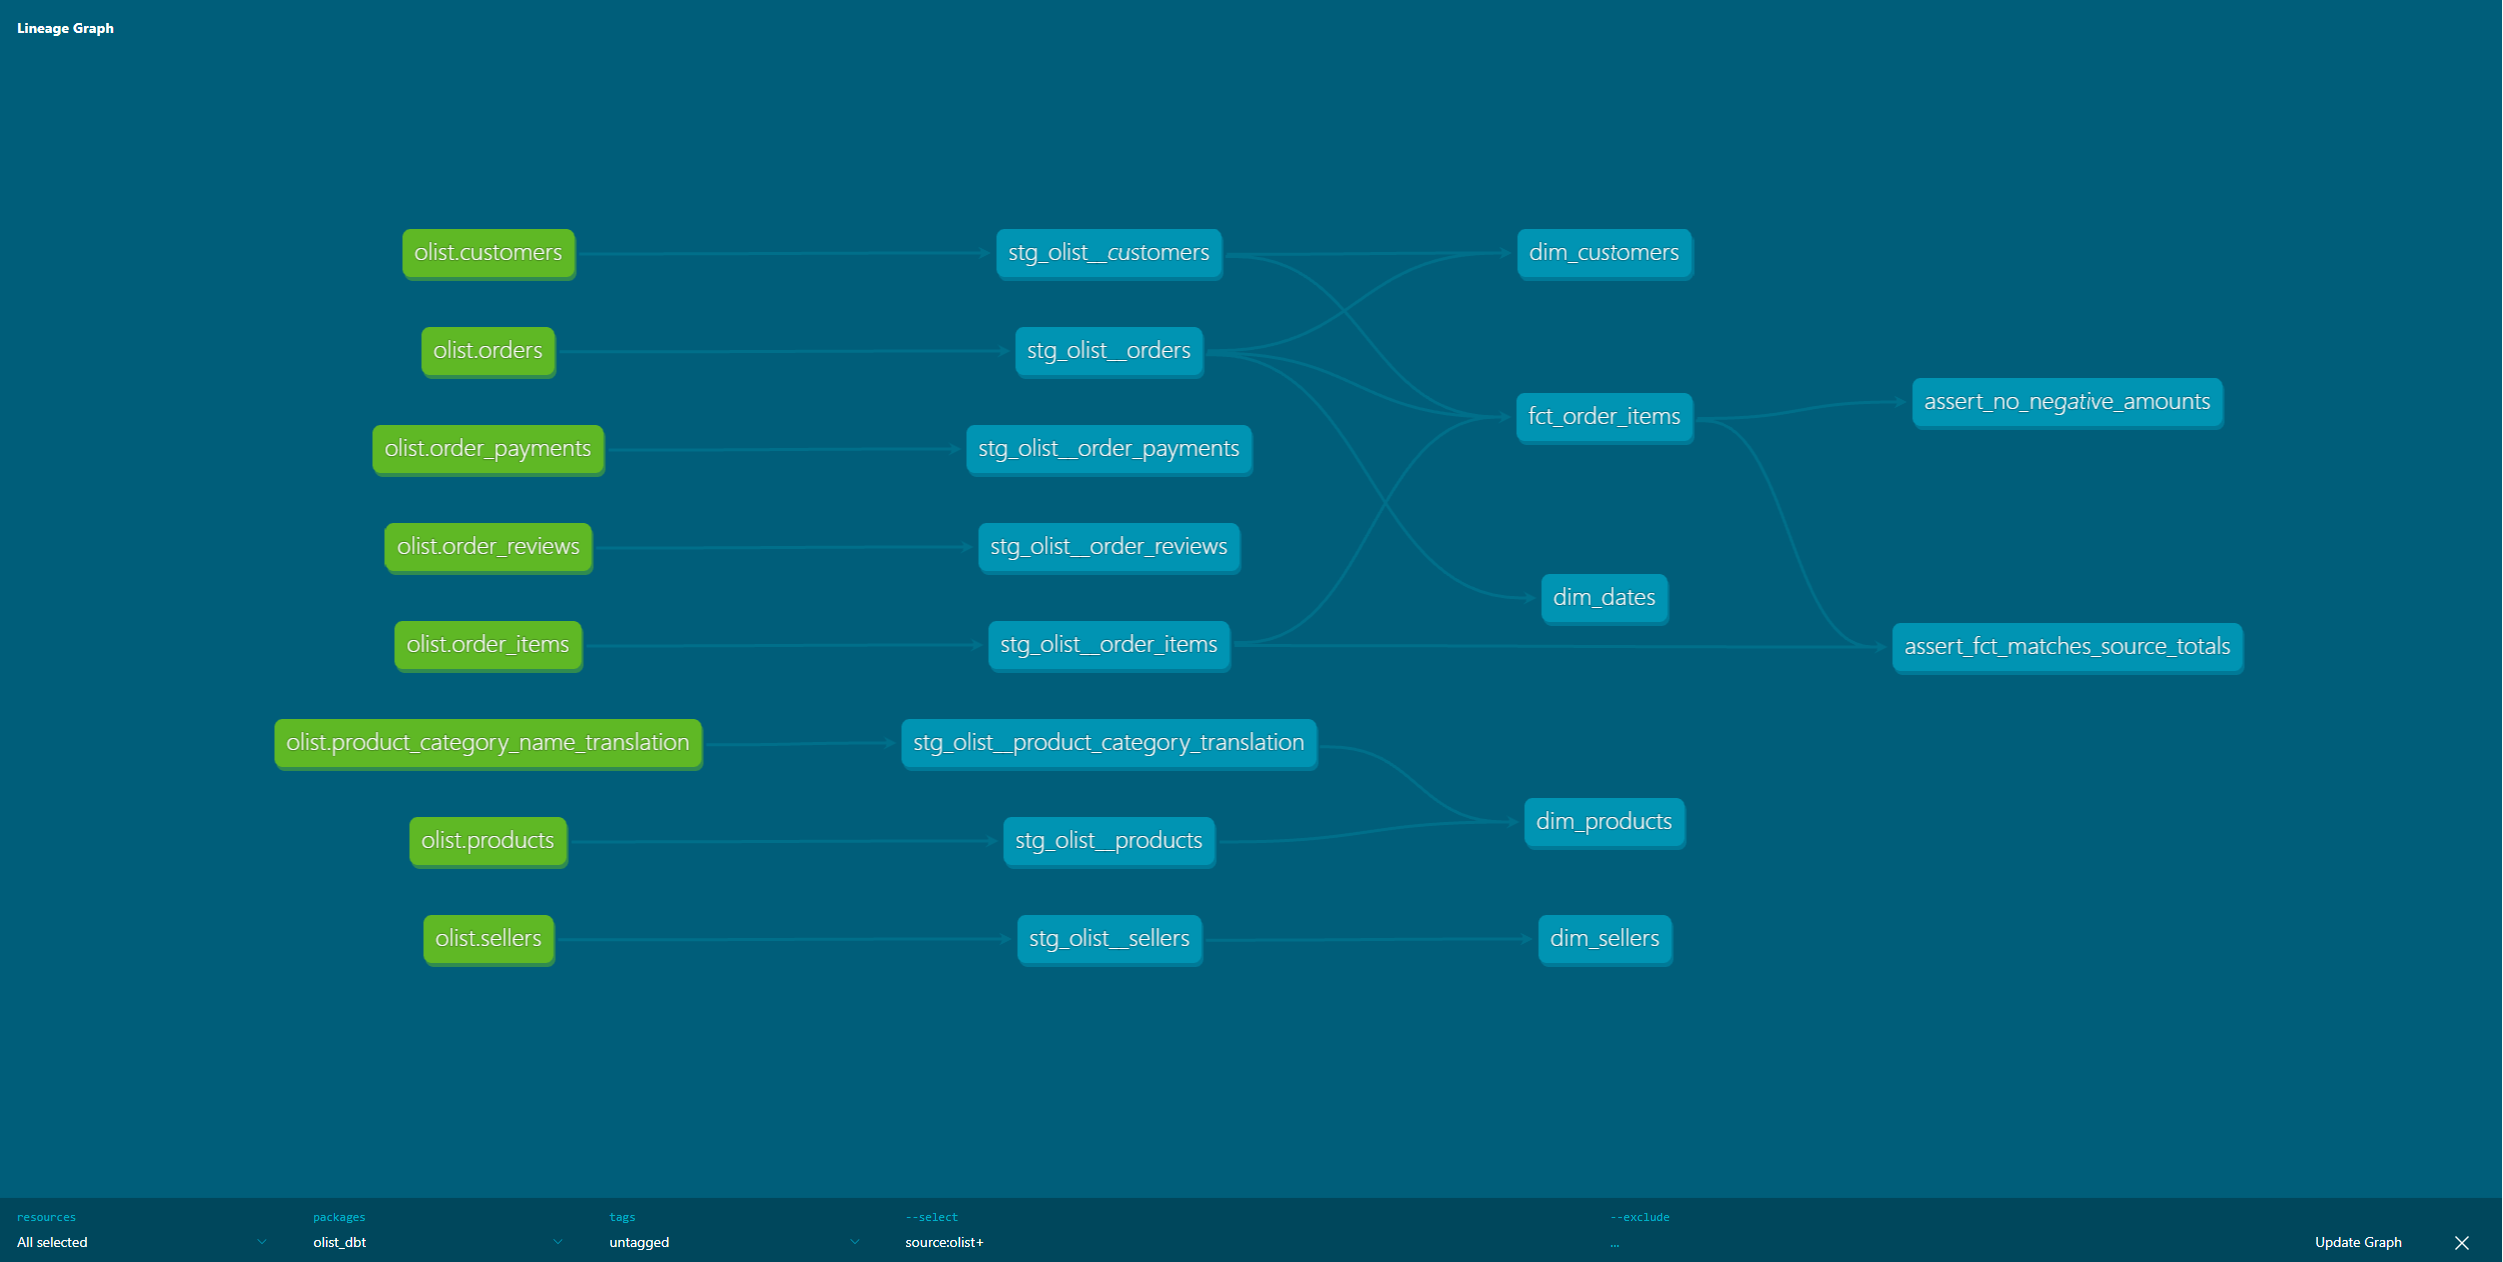 Lineage Graph
olist.customers
stg_olist__customers
dim_customers
olist.orders
stg_olist__orders
fct_order_items
assert_no_negative_amounts
olist.order_payments
stg_olist__order_payments
olist.order_reviews
stg_olist__order_reviews
dim_dates
olist.order_items
stg_olist__order_items
assert_fct_matches_source_totals
olist.product_category_name_translation
stg_olist__product_category_translation
dim_products
olist.products
stg_olist__products
olist.sellers
stg_olist__sellers
dim_sellers
resources
All selected
packages
olist_dbt
tags
untagged
--select
source:olist+
--exclude
...
Update Graph